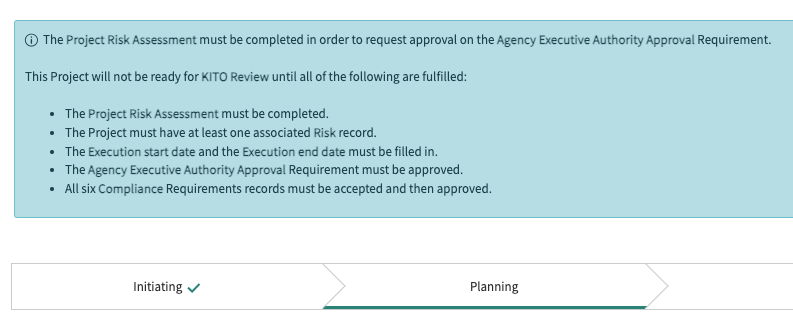 The Project Risk Assessment must be completed in order to request approval on the Agency Executive Authority Approval Requirement.
This Project will not be ready for KITO Review until all of the following are fulfilled:
• The Project Risk Assessment must be completed.
• The Project must have at least one associated Risk record.
• The Execution start date and the Execution end date must be filled in.
• The Agency Executive Authority Approval Requirement must be approved.
• All six Compliance Requirements records must be accepted and then approved.
Initiating
Planning